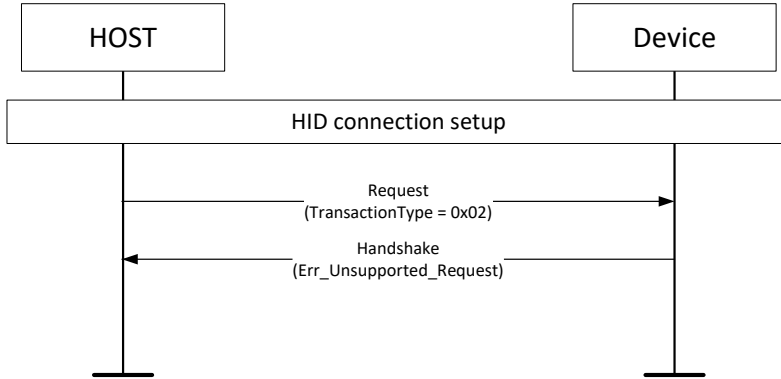 HOST
Device
HID connection setup
Request
(TransactionType = 0x02)
Handshake
(Err_Unsupported_Request)